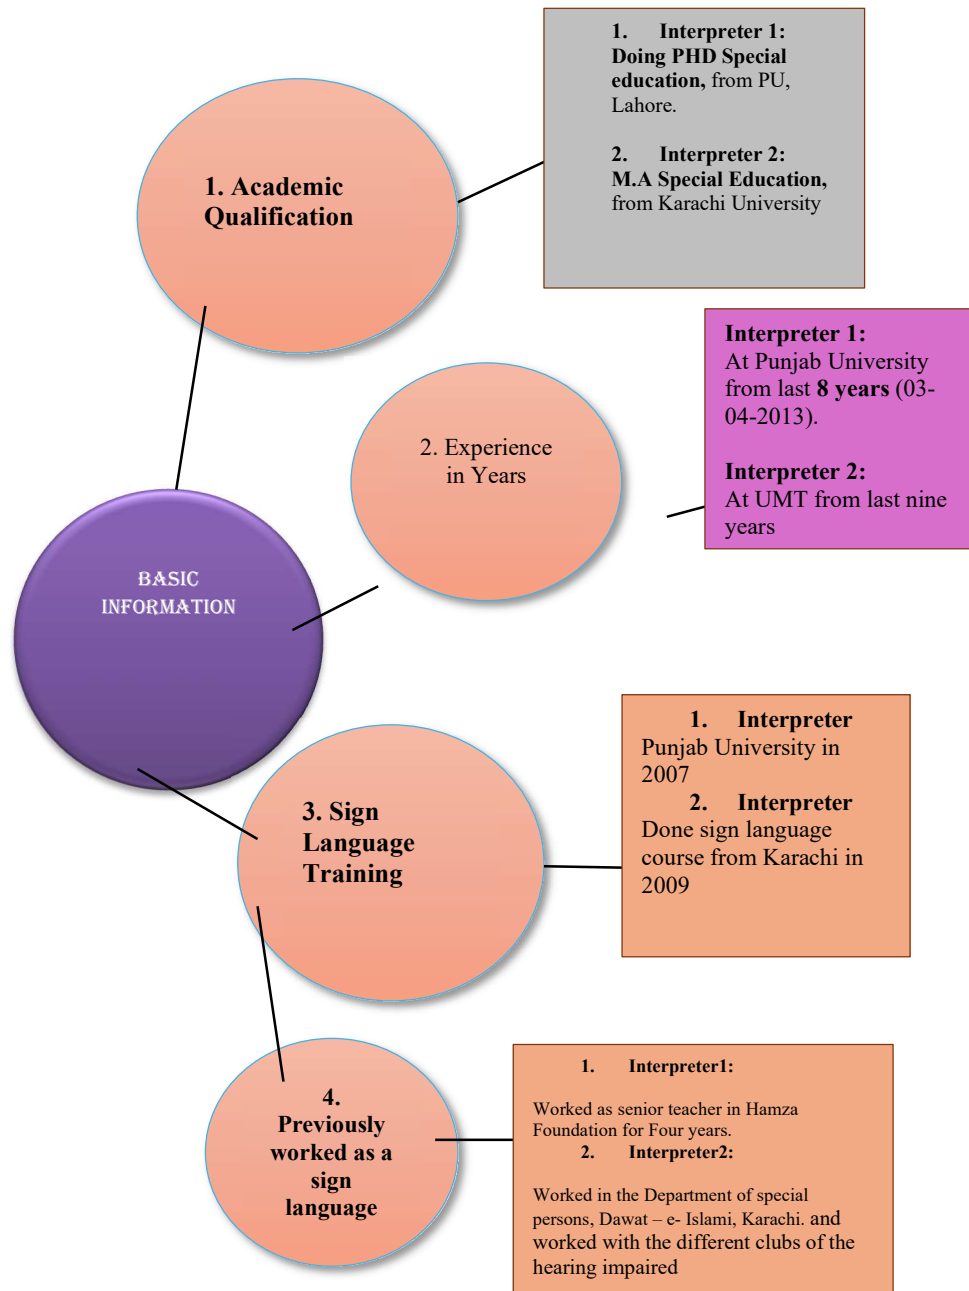 1. Interpreter 1:
Doing PHD Special
education, from PU,
Lahore.
2. Interpreter 2:
M.A Special Education,
from Karachi University
1. Academic
Qualification
Interpreter 1:
At Punjab University
from last 8 years (03-
04-2013).
Interpreter 2:
At UMT from last nine
years
2. Experience
in Years
BASIC
INFORMATION
1. Interpreter
Punjab University in
2007
2. Interpreter
Done sign language
course from Karachi in
2009
3. Sign
Language
Training
1. Interpreter1:
Worked as senior teacher in Hamza
Foundation for Four years.
2. Interpreter2:
Worked in the Department of special
persons, Dawat – e- Islami, Karachi. and
worked with the different clubs of the
hearing impaired
4.
Previously
worked as a
sign
language